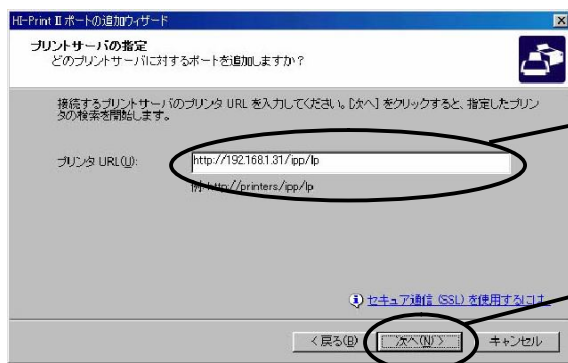 HI-Print II ポートの追加ウィザード
プリントサーバの指定
どのプリントサーバに対するポートを追加しますか？
接続するプリントサーバのプリンタ URL を入力してください。[次へ] をクリックすると、指定したプリン
タの検索を開始します。
プリンタ URL(U):
http://192.168.1.31/ipp/lp
例: http://printers/ipp/lp
セキュア通信 (SSL) を使用するには...
< 戻る(B)
次へ(N) >
キャンセル